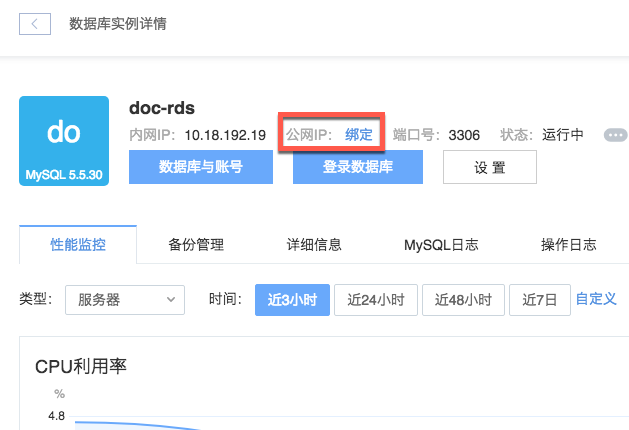 数据库实例详情
do
MySQL 5.5.30
doc-rds
内网IP: 10.18.192.19 公网IP: 绑定 端口号: 3306 状态: 运行中
数据库与账号 登录数据库 设 置
性能监控 备份管理 详细信息 MySQL日志 操作日志
类型: 服务器 时间: 近3小时 近24小时 近48小时 近7日 自定义
CPU利用率
%
4.8